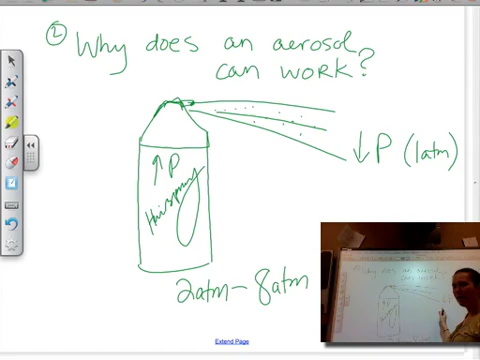 ② Why does an aerosol
can work?
↑ P
Hairspray
↓ P (1atm)
2atm - 8atm
Extend Page